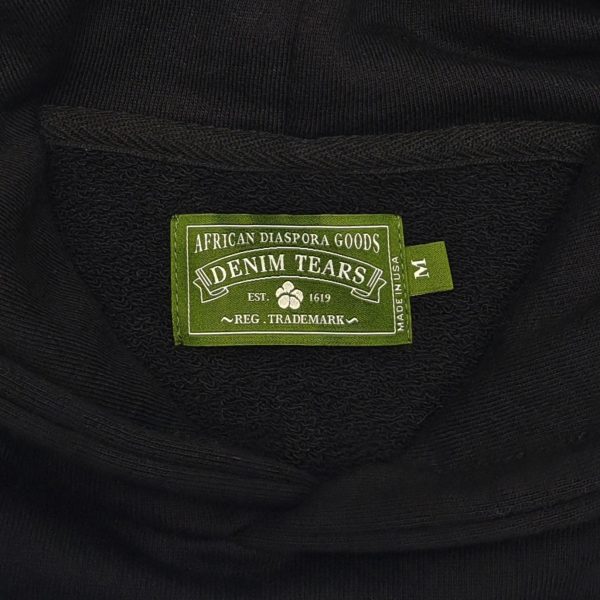 AFRICAN DIASPORA GOODS
DENIM TEARS
EST. 1619
~REG . TRADEMARK~
MADE IN USA
M